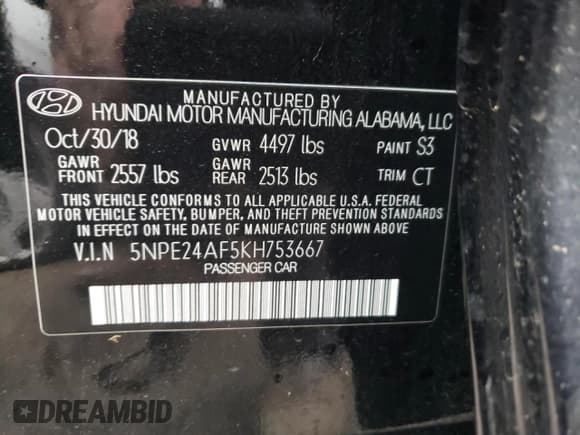 MANUFACTURED BY
HYUNDAI MOTOR MANUFACTURING ALABAMA, LLC
Oct/30/18 GVWR 4497 lbs PAINT S3
GAWR FRONT 2557 lbs GAWR REAR 2513 lbs TRIM CT
THIS VEHICLE CONFORMS TO ALL APPLICABLE U.S.A. FEDERAL
MOTOR VEHICLE SAFETY, BUMPER, AND THEFT PREVENTION STANDARDS
IN EFFECT ON THE DATE OF MANUFACTURE SHOWN ABOVE.
V.I.N 5NPE24AF5KH753667
PASSENGER CAR
DREAMBID